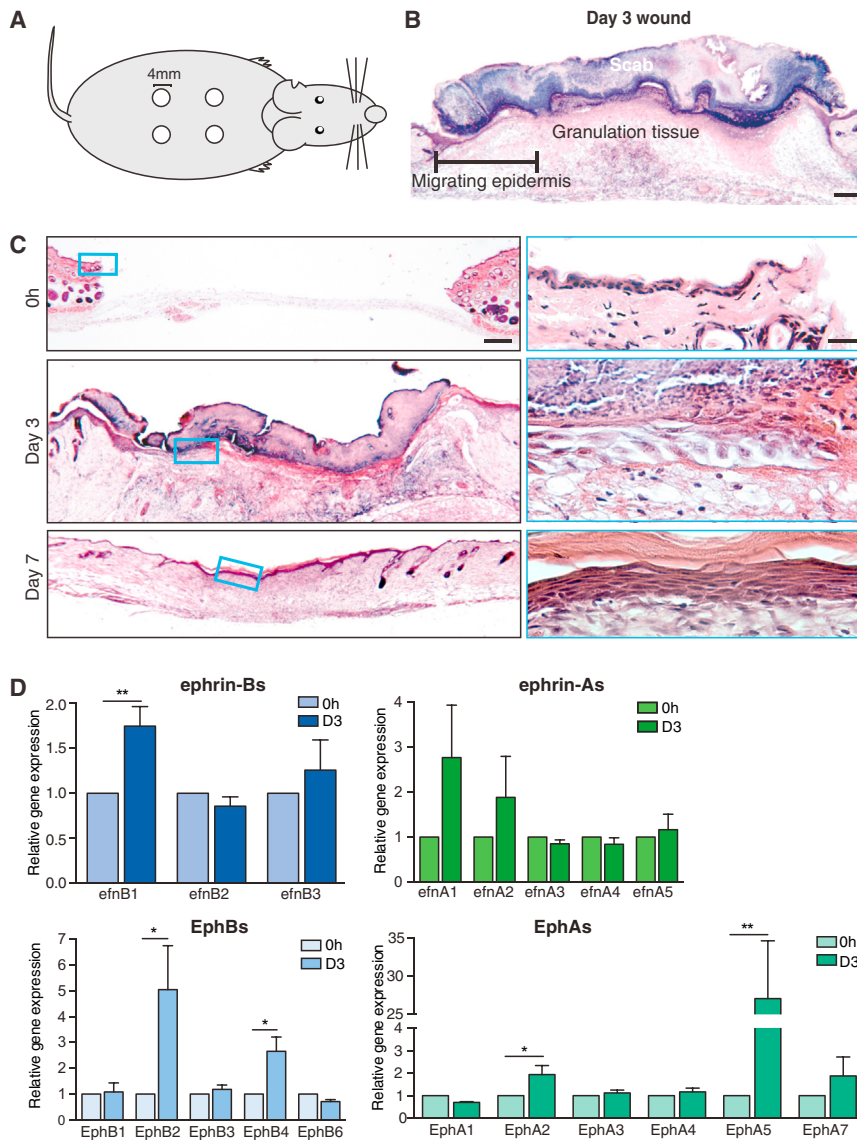 A
4mm
B
Day 3 wound
Scab
Granulation tissue
Migrating epidermis
C
0h
Day 3
Day 7
D
ephrin-Bs
Relative gene expression
2.0
1.5
1.0
0.5
0.0
**
0h
D3
efnB1 efnB2 efnB3
ephrin-As
Relative gene expression
4
3
2
1
0
0h
D3
efnA1 efnA2 efnA3 efnA4 efnA5
EphBs
Relative gene expression
7
6
5
4
3
2
1
0
*
*
0h
D3
EphB1 EphB2 EphB3 EphB4 EphB6
EphAs
Relative gene expression
35
25
4
3
2
1
0
*
**
0h
D3
EphA1 EphA2 EphA3 EphA4 EphA5 EphA7